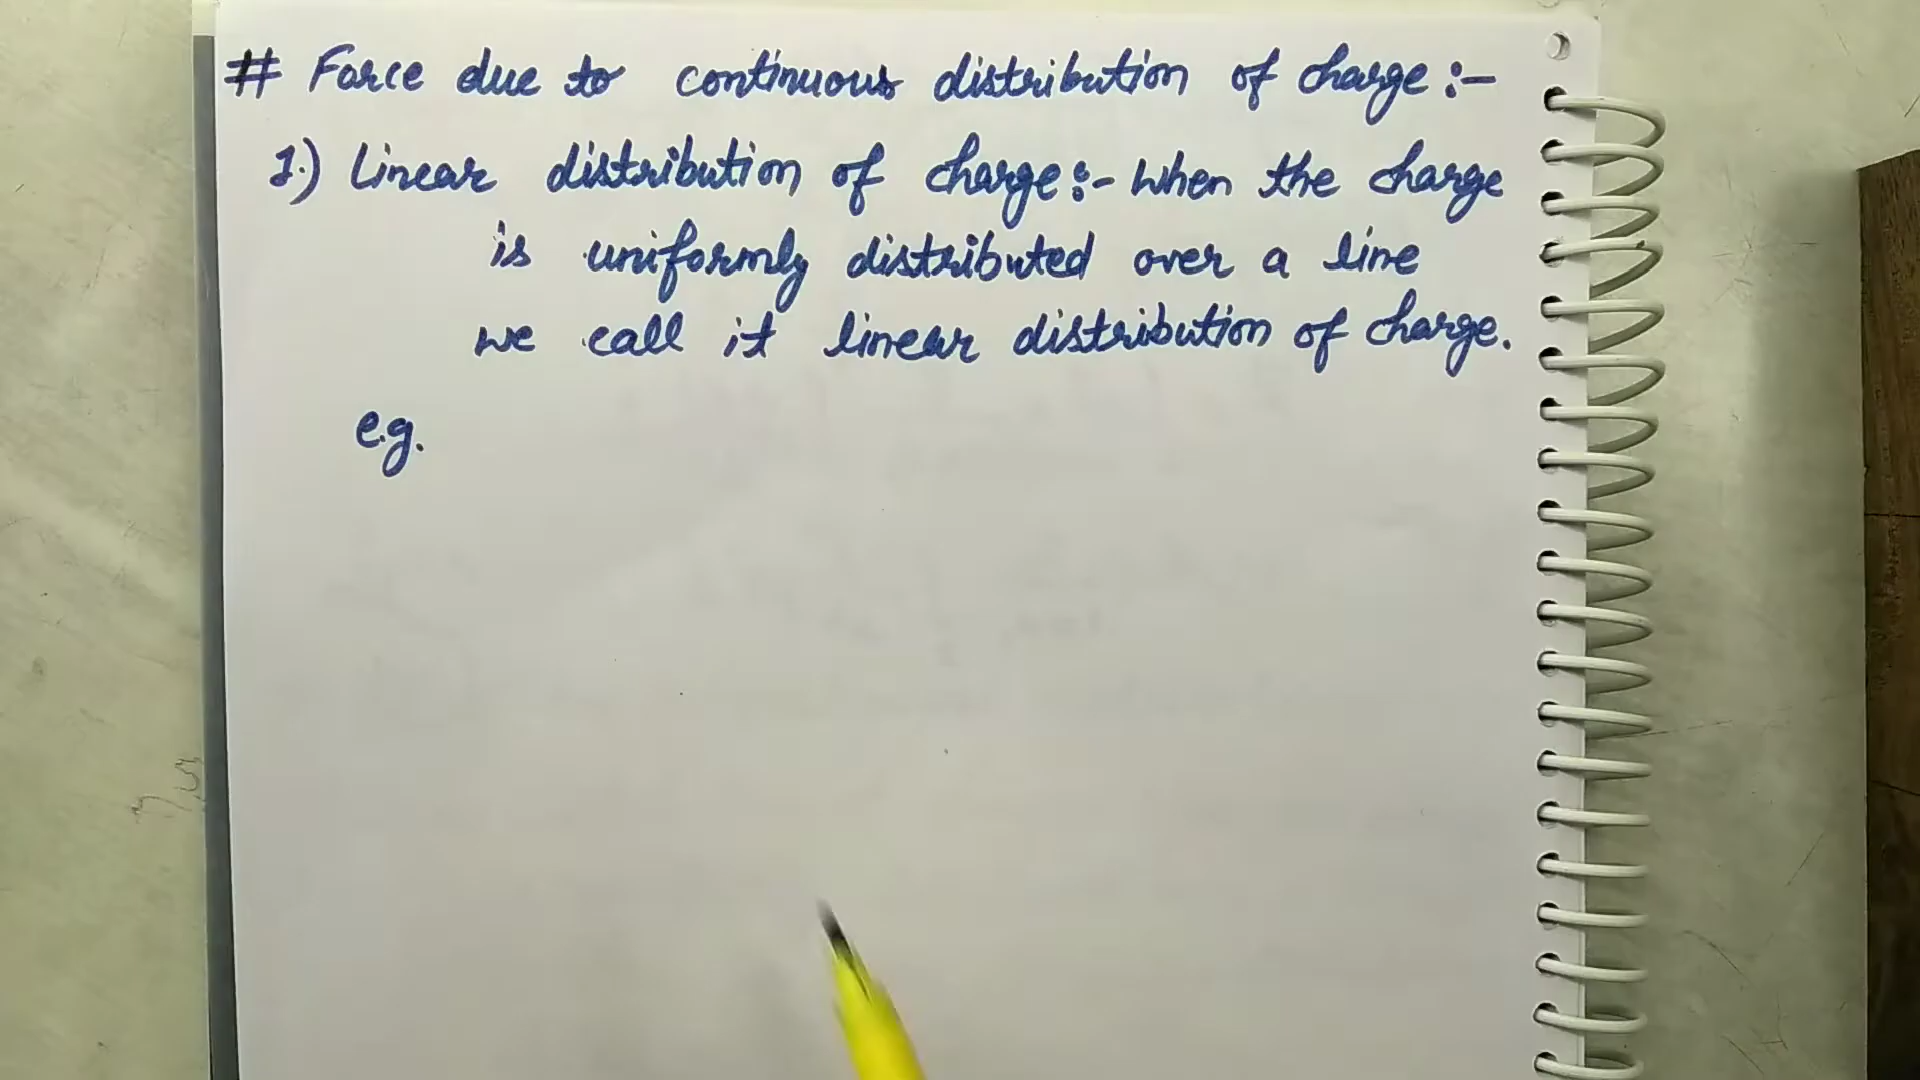 # Force due to continuous distribution of charge:-
1.) Linear distribution of charge:- When the charge
is uniformly distributed over a line
we call it linear distribution of charge.
e.g.